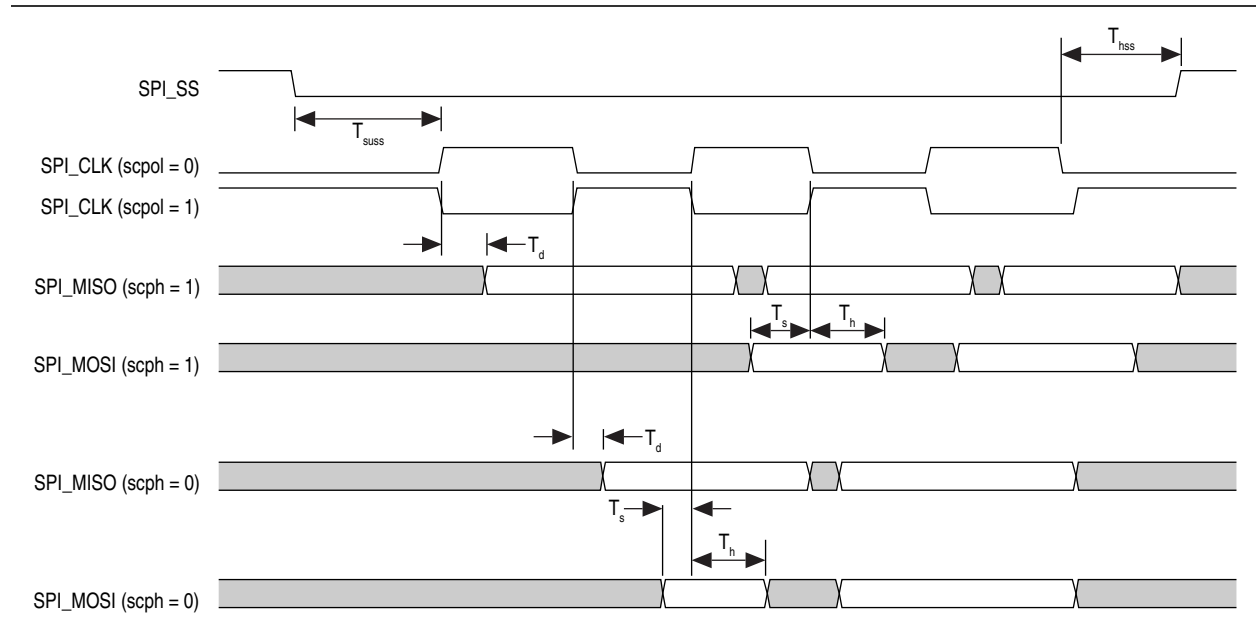 T_hss
SPI_SS
T_suss
SPI_CLK (scpol = 0)
SPI_CLK (scpol = 1)
T_d
SPI_MISO (scph = 1)
T_s T_h
SPI_MOSI (scph = 1)
T_d
SPI_MISO (scph = 0)
T_s
T_h
SPI_MOSI (scph = 0)